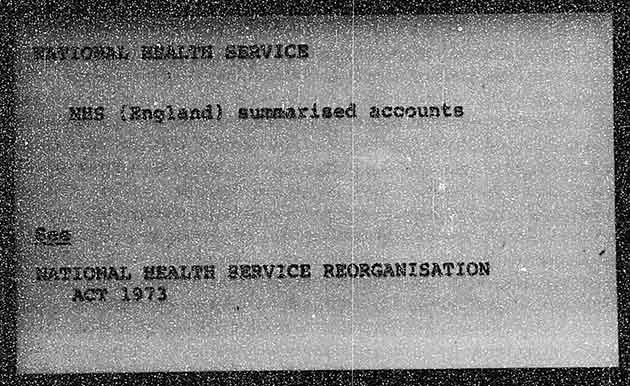 NATIONAL HEALTH SERVICE
NHS (England) summarised accounts
See
NATIONAL HEALTH SERVICE REORGANISATION
ACT 1973